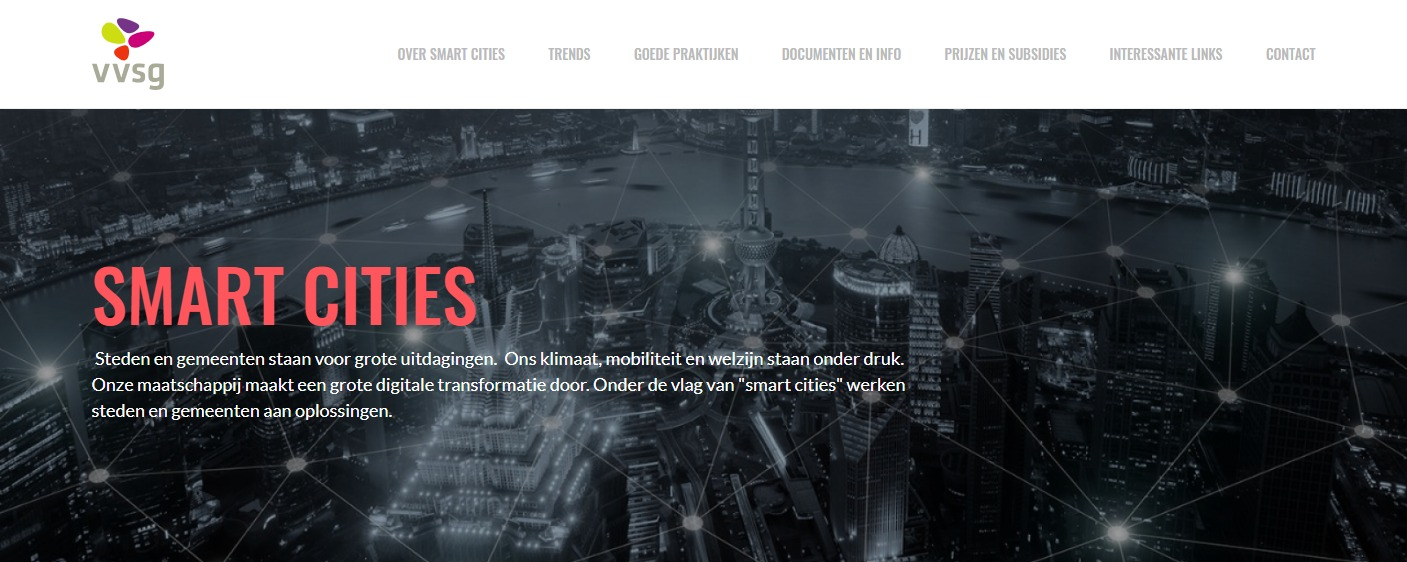 vvsg
OVER SMART CITIES TRENDS GOEDE PRAKTIJKEN DOCUMENTEN EN INFO PRIJZEN EN SUBSIDIES INTERESSANTE LINKS CONTACT
H
SMART CITIES
Steden en gemeenten staan voor grote uitdagingen. Ons klimaat, mobiliteit en welzijn staan onder druk.
Onze maatschappij maakt een grote digitale transformatie door. Onder de vlag van "smart cities" werken
steden en gemeenten aan oplossingen.